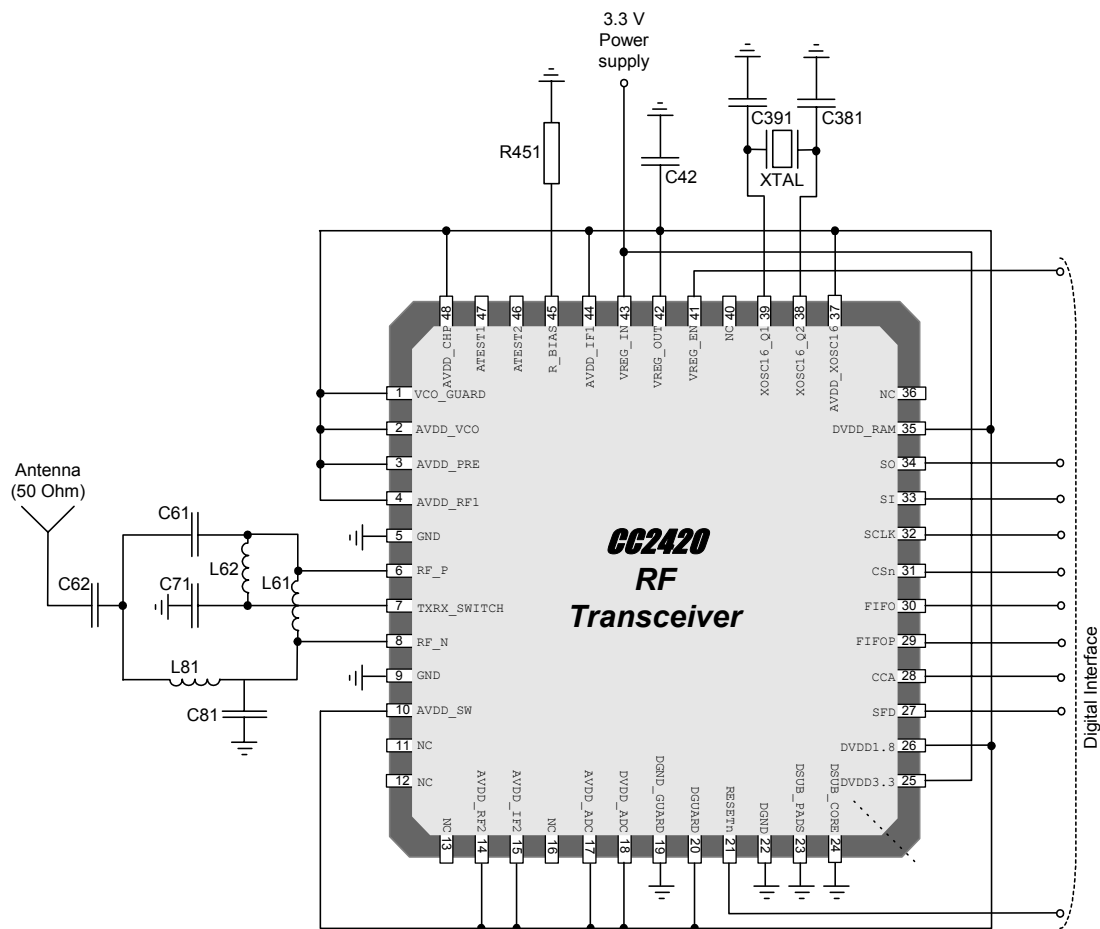 3.3 V
Power
supply
C391
C381
R451
C42
XTAL
48
47
46
45
44
43
42
41
40
39
38
37
AVDD_CHP
ATEST1
ATEST2
R_BIAS
AVDD_IF1
VREG_IN
VREG_OUT
VREG_EN
NC
XOSC16_Q1
XOSC16_Q2
AVDD_XOSC16
1 VCO_GUARD
2 AVDD_VCO
3 AVDD_PRE
4 AVDD_RF1
5 GND
6 RF_P
7 TXRX_SWITCH
8 RF_N
9 GND
10 AVDD_SW
11 NC
12 NC
NC 36
DVDD_RAM 35
SO 34
SI 33
SCLK 32
CSn 31
FIFO 30
FIFOP 29
CCA 28
SFD 27
DVDD1.8 26
DVDD3.3 25
Antenna
(50 Ohm)
C61
L62
L61
C62
C71
L81
C81
CC2420
RF
Transceiver
Digital Interface
NC
AVDD_RF2
AVDD_IF2
NC
AVDD_ADC
DVDD_ADC
DGND_GUARD
DGUARD
RESETn
DGND
DSUB_PADS
DSUB_CORE
13
14
15
16
17
18
19
20
21
22
23
24